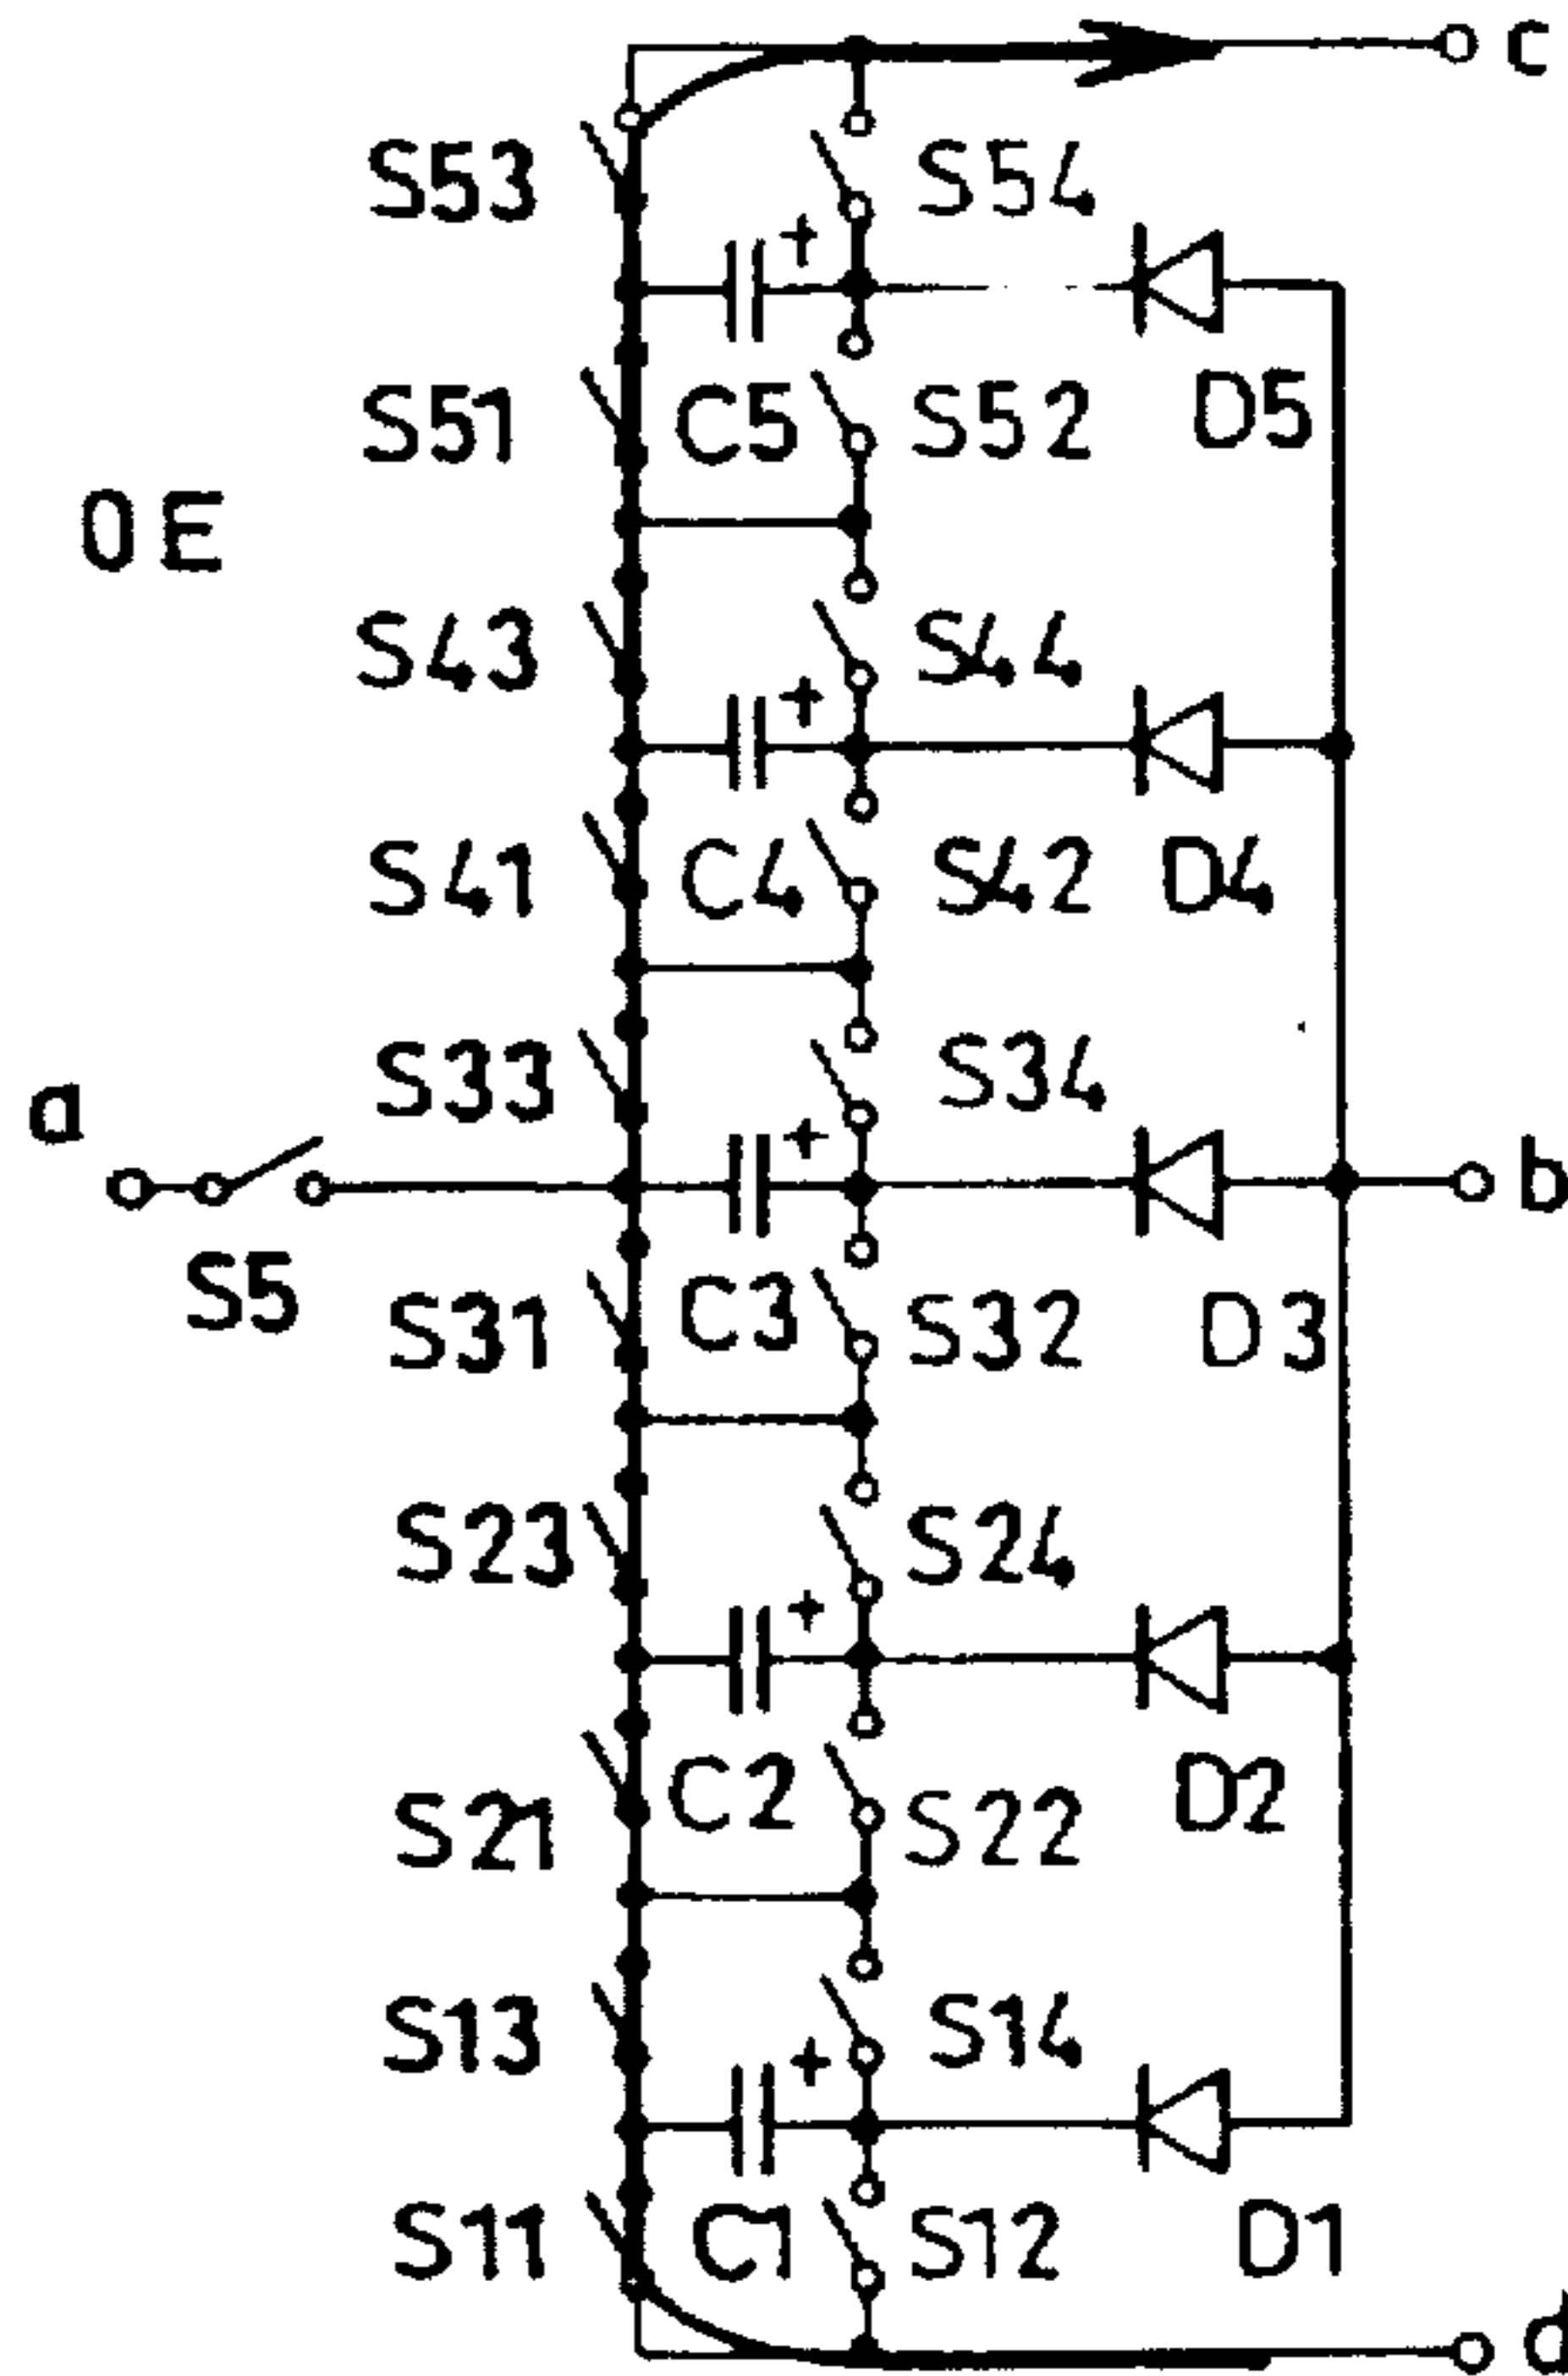 c
S53 S54
+
S51 C5 S52 D5
0E
S43 S44
+
S41 C4 S42 D4
S33 S34
a
+
b
S5
S31 C3 S32 D3
S23 S24
+
S21 C2 S22 D2
S13 S14
+
S11 C1 S12 D1
d